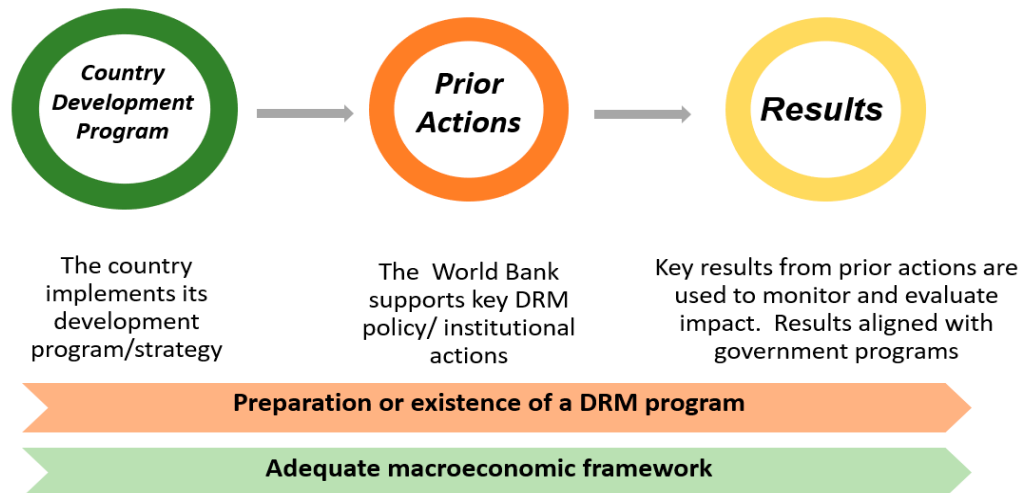 Country
Development
Program
Prior
Actions
Results
The country
implements its
development
program/strategy
The World Bank
supports key DRM
policy/ institutional
actions
Key results from prior actions are
used to monitor and evaluate
impact. Results aligned with
government programs
Preparation or existence of a DRM program
Adequate macroeconomic framework